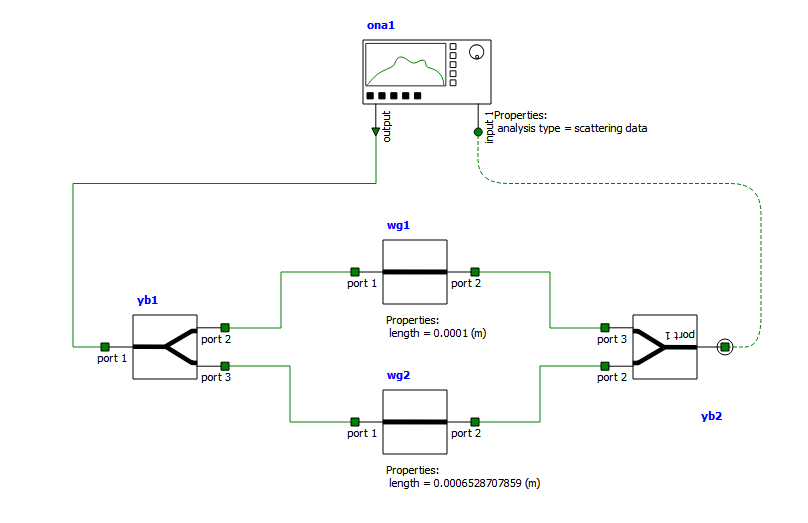 ona1
output
input 1
Properties:
analysis type = scattering data
wg1
port 1
port 2
Properties:
length = 0.0001 (m)
yb1
port 1
port 2
port 3
port 3
port 2
port 1
yb2
wg2
port 1
port 2
Properties:
length = 0.0006528707859 (m)